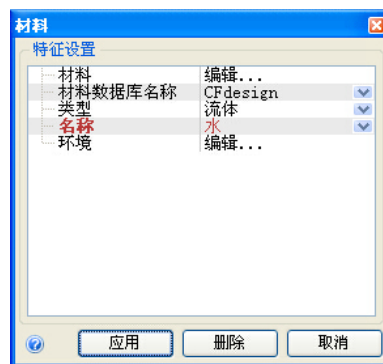 材料
特征设置
材料 编辑...
材料数据库名称 CFdesign
类型 流体
名称 水
环境 编辑...
应用 删除 取消